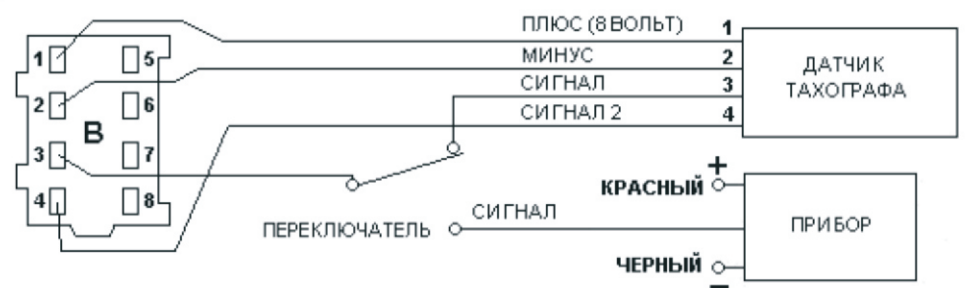 ПЛЮС (8 ВОЛЬТ) 1
1 5
МИНУС 2
ДАТЧИК
ТАХОГРАФА
СИГНАЛ 3
2 6
СИГНАЛ 2 4
В
3 7
+
КРАСНЫЙ
4 8
СИГНАЛ
ПЕРЕКЛЮЧАТЕЛЬ
ПРИБОР
ЧЕРНЫЙ
–